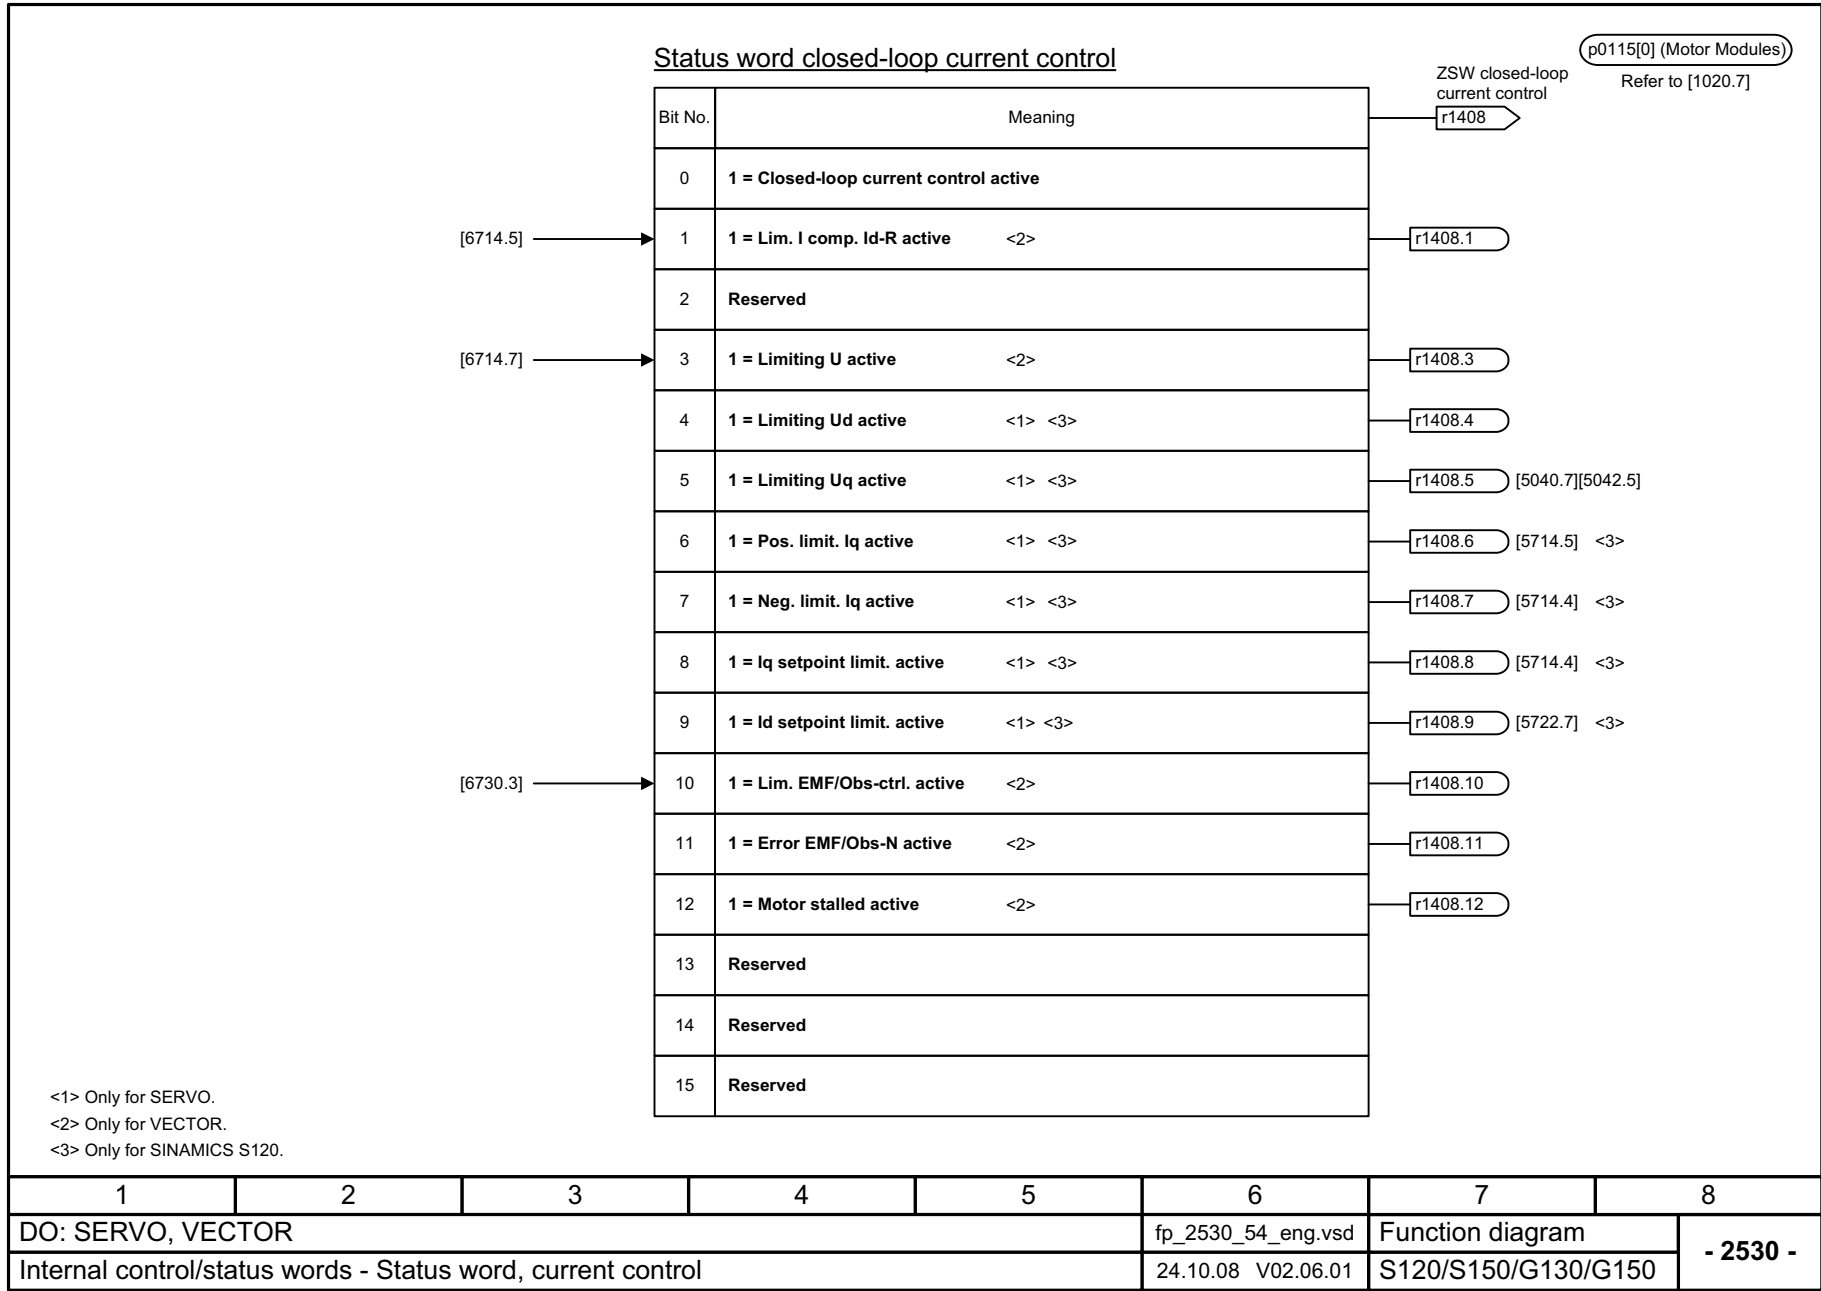 Status word closed-loop current control
p0115[0] (Motor Modules)
Refer to [1020.7]
ZSW closed-loop
current control
Bit No. Meaning r1408
0 1 = Closed-loop current control active
[6714.5] 1 1 = Lim. I comp. Id-R active <2> r1408.1
2 Reserved
[6714.7] 3 1 = Limiting U active <2> r1408.3
4 1 = Limiting Ud active <1> <3> r1408.4
5 1 = Limiting Uq active <1> <3> r1408.5 [5040.7][5042.5]
6 1 = Pos. limit. Iq active <1> <3> r1408.6 [5714.5] <3>
7 1 = Neg. limit. Iq active <1> <3> r1408.7 [5714.4] <3>
8 1 = Iq setpoint limit. active <1> <3> r1408.8 [5714.4] <3>
9 1 = Id setpoint limit. active <1> <3> r1408.9 [5722.7] <3>
[6730.3] 10 1 = Lim. EMF/Obs-ctrl. active <2> r1408.10
11 1 = Error EMF/Obs-N active <2> r1408.11
12 1 = Motor stalled active <2> r1408.12
13 Reserved
14 Reserved
15 Reserved
<1> Only for SERVO.
<2> Only for VECTOR.
<3> Only for SINAMICS S120.
1 2 3 4 5 6 7 8
DO: SERVO, VECTOR fp_2530_54_eng.vsd Function diagram
- 2530 -
Internal control/status words - Status word, current control 24.10.08 V02.06.01 S120/S150/G130/G150